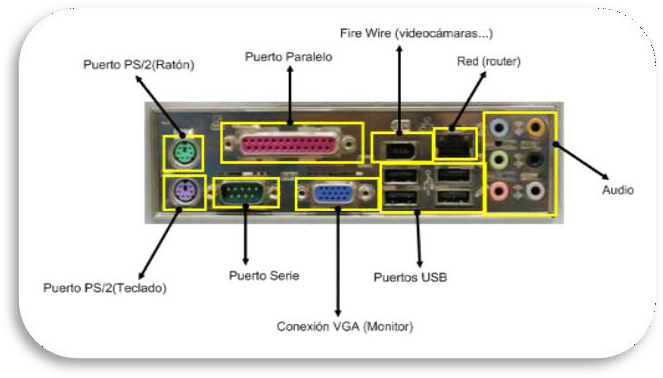 Fire Wire (videocámaras...)
Puerto Paralelo
Red (router)
Puerto PS/2(Ratón)
Audio
Puerto Serie
Puertos USB
Puerto PS/2(Teclado)
Conexión VGA (Monitor)